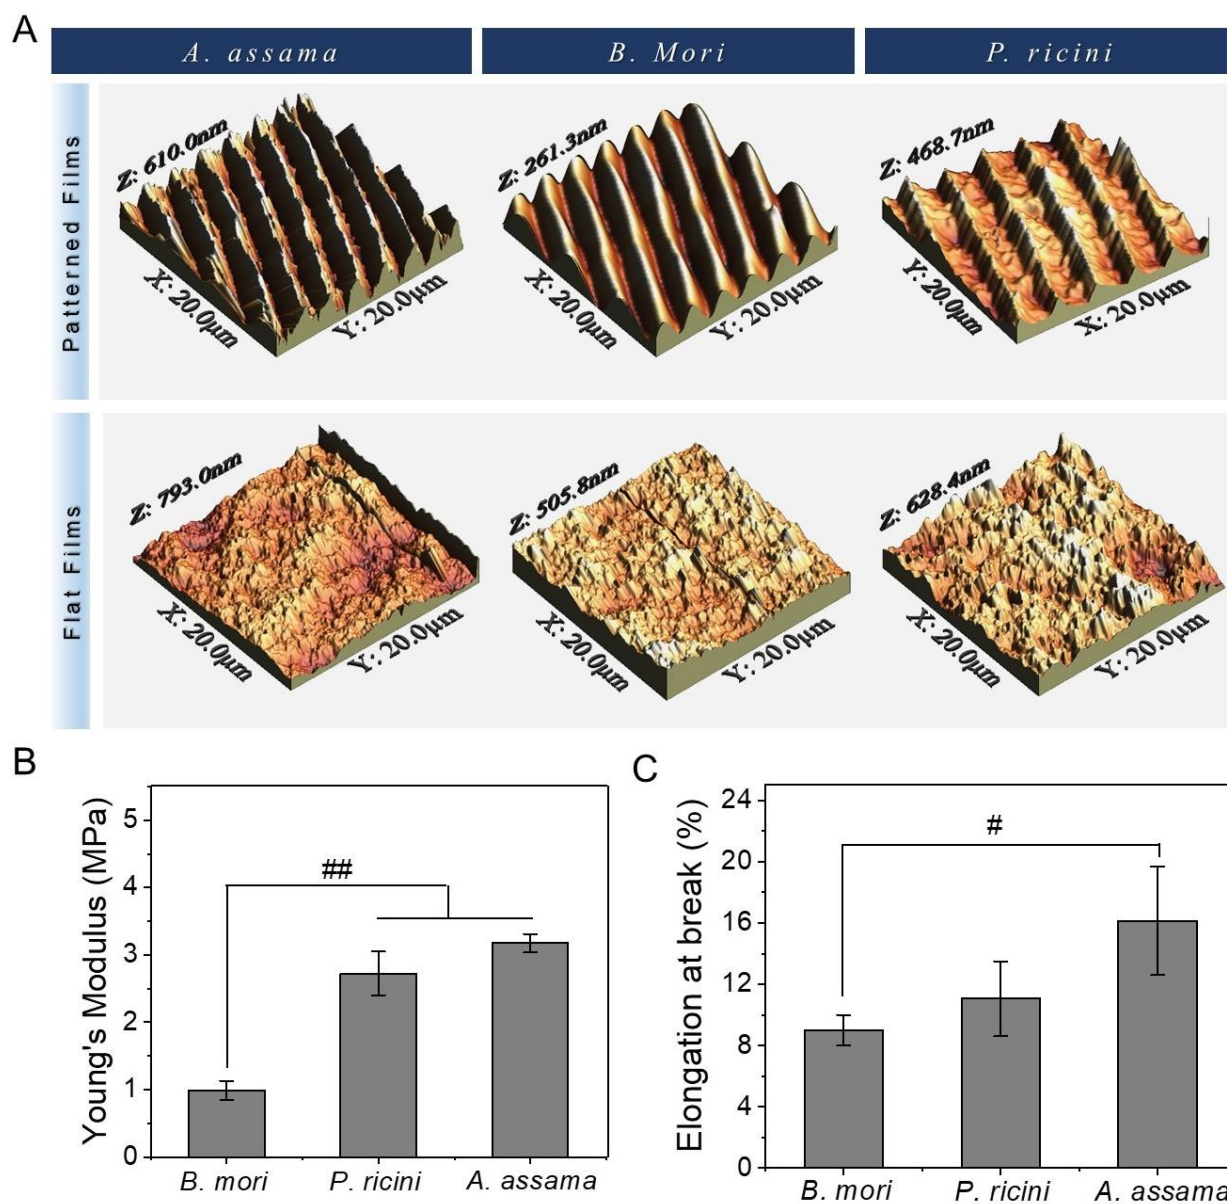 A
A. assama
B. Mori
P. ricini
Patterned Films
Z: 610.0nm
X: 20.0µm
Y: 20.0µm
Z: 261.3nm
X: 20.0µm
Y: 20.0µm
Z: 468.7nm
Y: 20.0µm
X: 20.0µm
Flat Films
Z: 793.0nm
X: 20.0µm
Y: 20.0µm
Z: 505.8nm
X: 20.0µm
Y: 20.0µm
Z: 628.4nm
X: 20.0µm
Y: 20.0µm
B
Young's Modulus (MPa)
5
4
3
2
1
0
##
B. mori
P. ricini
A. assama
C
Elongation at break (%)
24
20
16
12
8
4
0
#
B. mori
P. ricini
A. assama